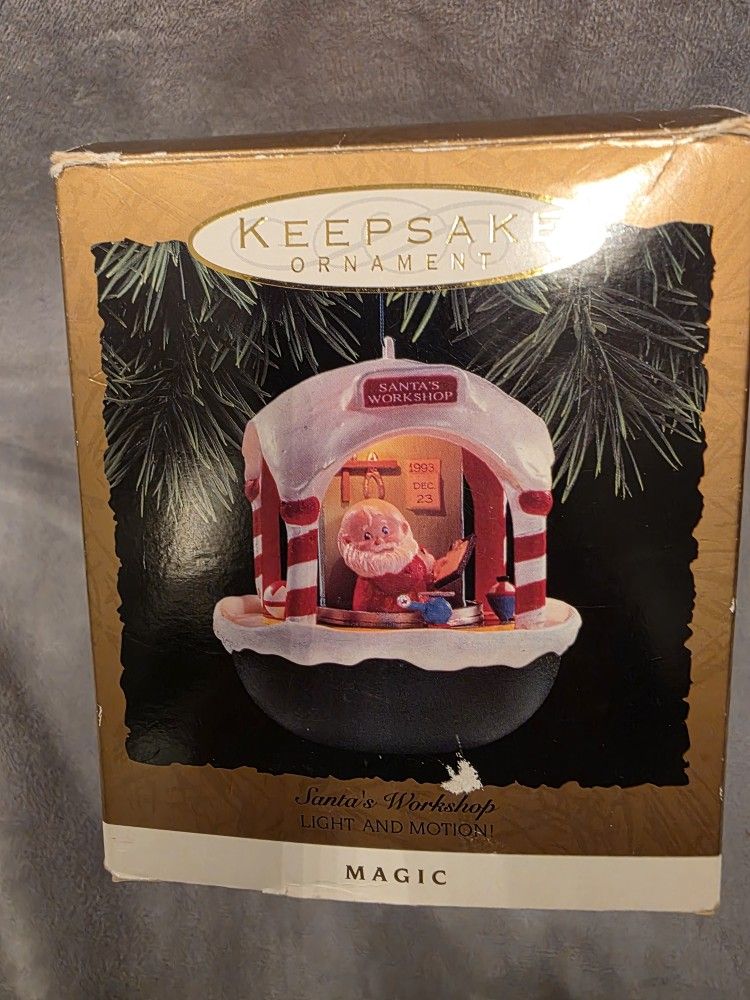 KEEPSAKE
ORNAMENT
SANTA'S
WORKSHOP
1993
DEC
23
Santa's Workshop
LIGHT AND MOTION!
MAGIC